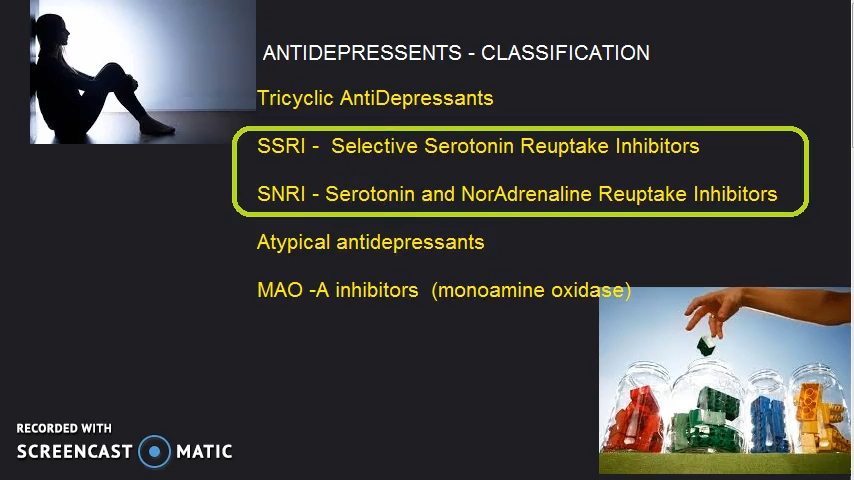 ANTIDEPRESSENTS - CLASSIFICATION
Tricyclic AntiDepressants
SSRI -  Selective Serotonin Reuptake Inhibitors
SNRI - Serotonin and NorAdrenaline Reuptake Inhibitors
Atypical antidepressants
MAO -A inhibitors  (monoamine oxidase)
RECORDED WITH
SCREENCAST MATIC